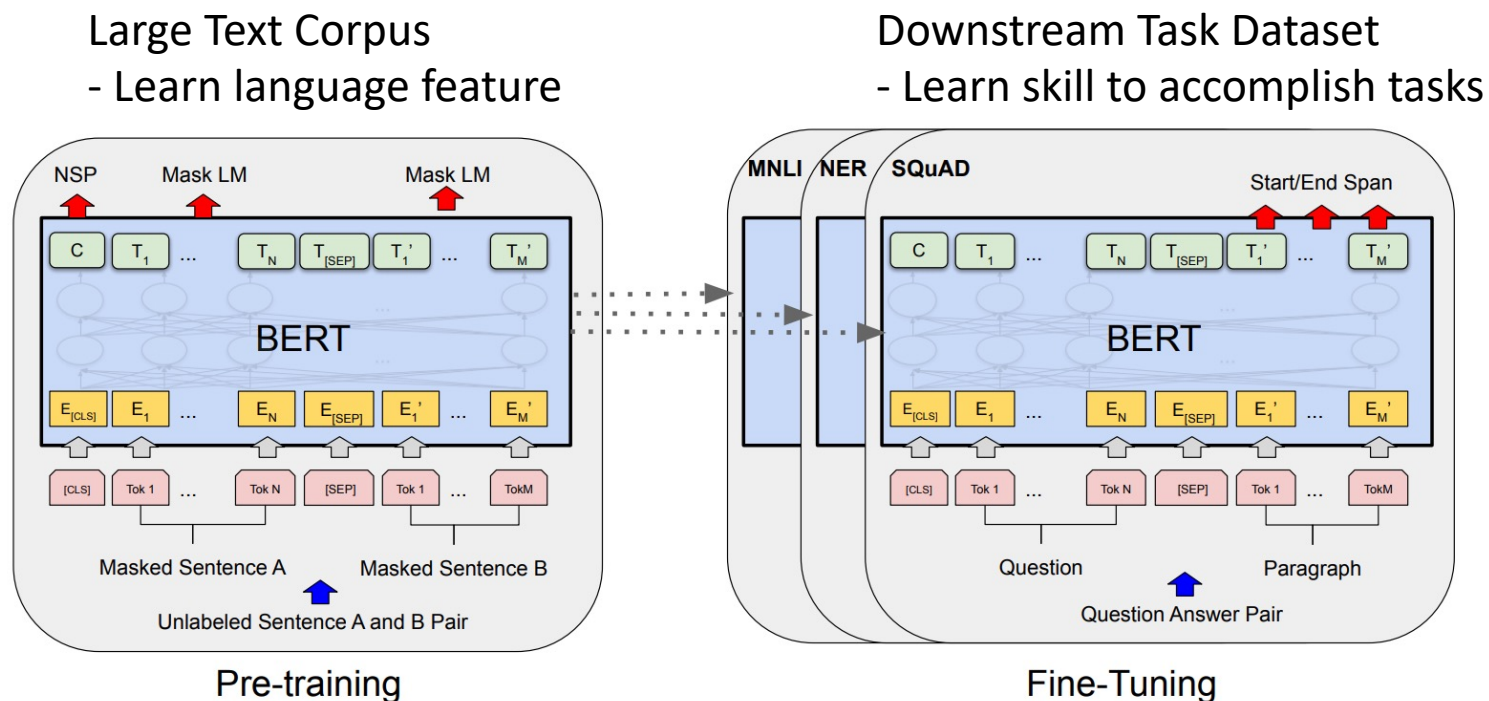 Large Text Corpus
- Learn language feature
Downstream Task Dataset
- Learn skill to accomplish tasks
NSP Mask LM Mask LM
C T1 ... TN T[SEP] T1’ ... TM’
...
BERT
...
E[CLS] E1 ... EN E[SEP] E1’ ... EM’
[CLS] Tok 1 ... Tok N [SEP] Tok 1 ... TokM
Masked Sentence A Masked Sentence B
Unlabeled Sentence A and B Pair
Pre-training
MNLI NER SQuAD
Start/End Span
C T1 ... TN T[SEP] T1’ ... TM’
...
BERT
...
E[CLS] E1 ... EN E[SEP] E1’ ... EM’
[CLS] Tok 1 ... Tok N [SEP] Tok 1 ... TokM
Question Paragraph
Question Answer Pair
Fine-Tuning